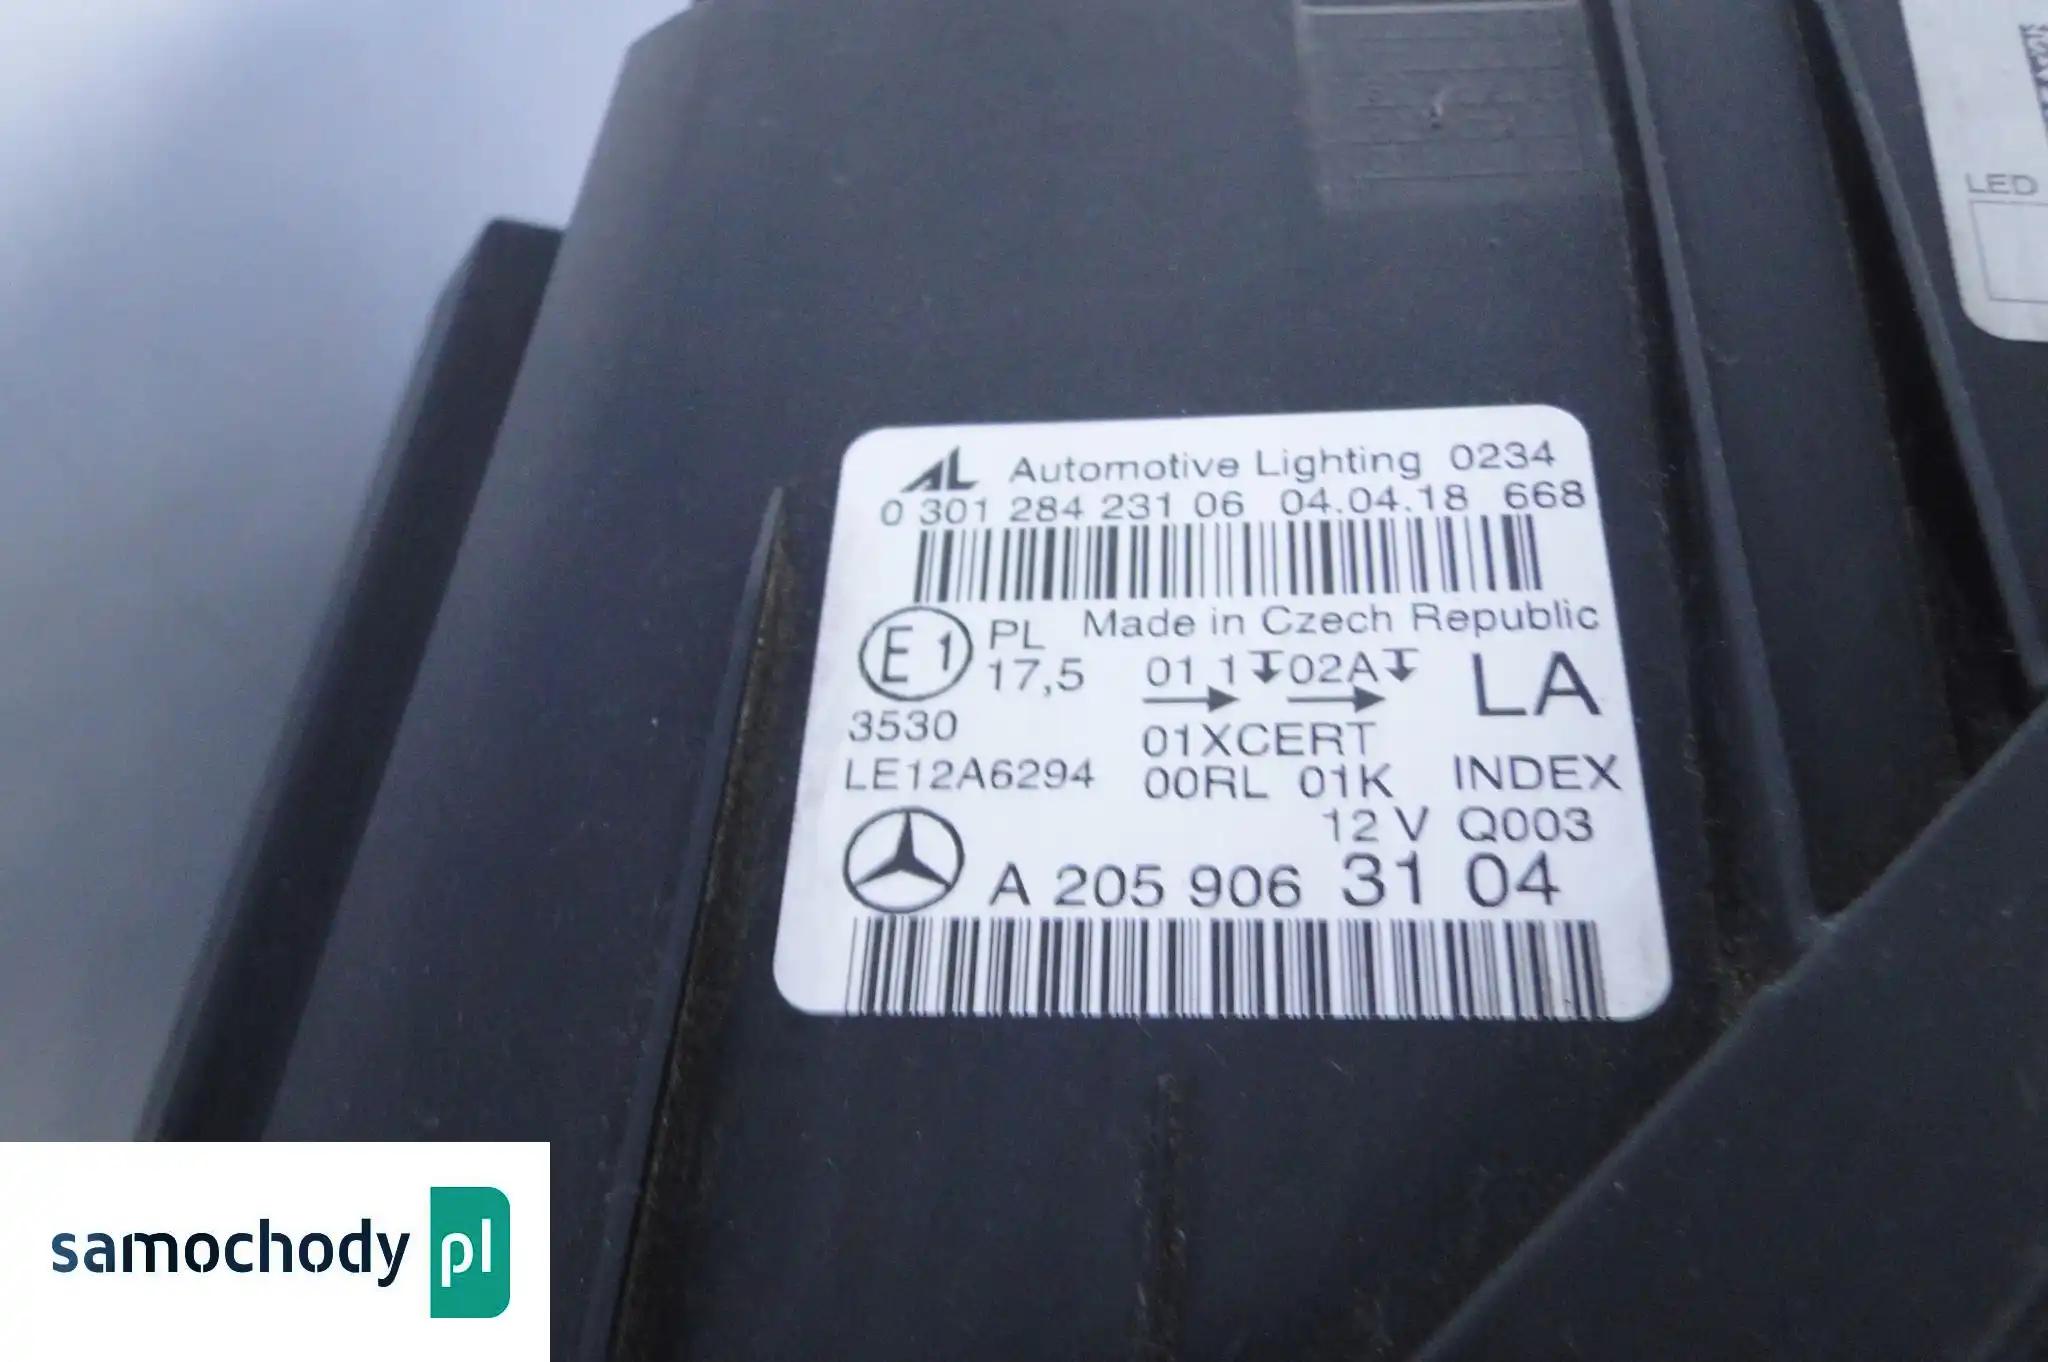 LED
AL Automotive Lighting 0234
0 301 284 231 06 04.04.18 668
E1 PL Made in Czech Republic
17,5 01 1 02A LA
3530 01XCERT
LE12A6294 00RL 01K INDEX
12 V Q003
A 205 906 31 04
samochody pl